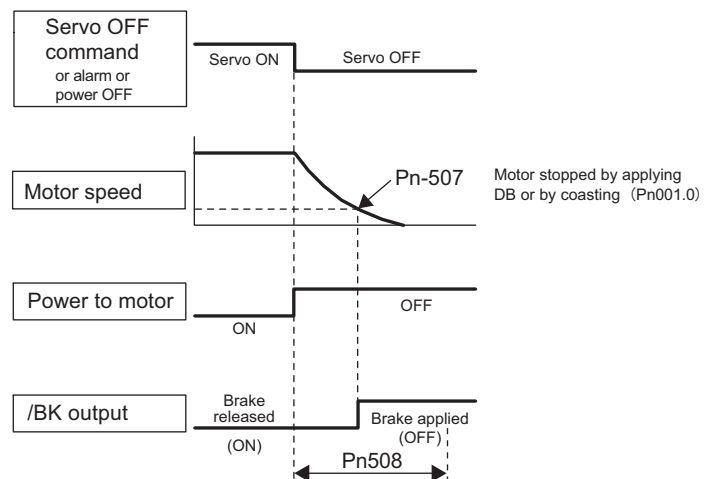 Servo OFF
command
or alarm or
power OFF
Servo ON
Servo OFF
Motor speed
Pn-507
Motor stopped by applying
DB or by coasting (Pn001.0)
Power to motor
ON
OFF
/BK output
Brake
released
(ON)
Brake applied
(OFF)
Pn508